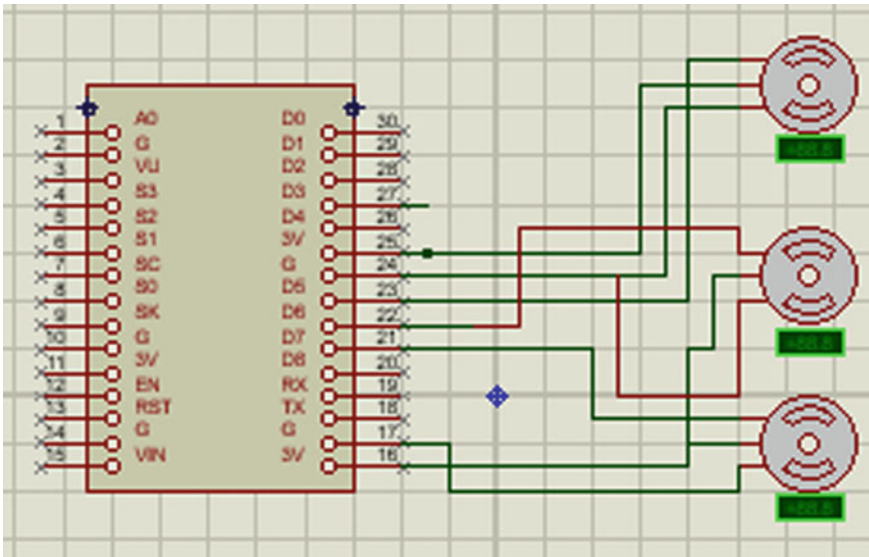 1 A0 D0 30
2 G D1 29
3 VU D2 28
4 S3 D3 27
5 S2 D4 26
6 S1 3V 25
7 SC G 24
8 S0 D5 23
9 SK D6 22
10 G D7 21
11 3V D8 20
12 EN RX 19
13 RST TX 18
14 G G 17
15 VIN 3V 16